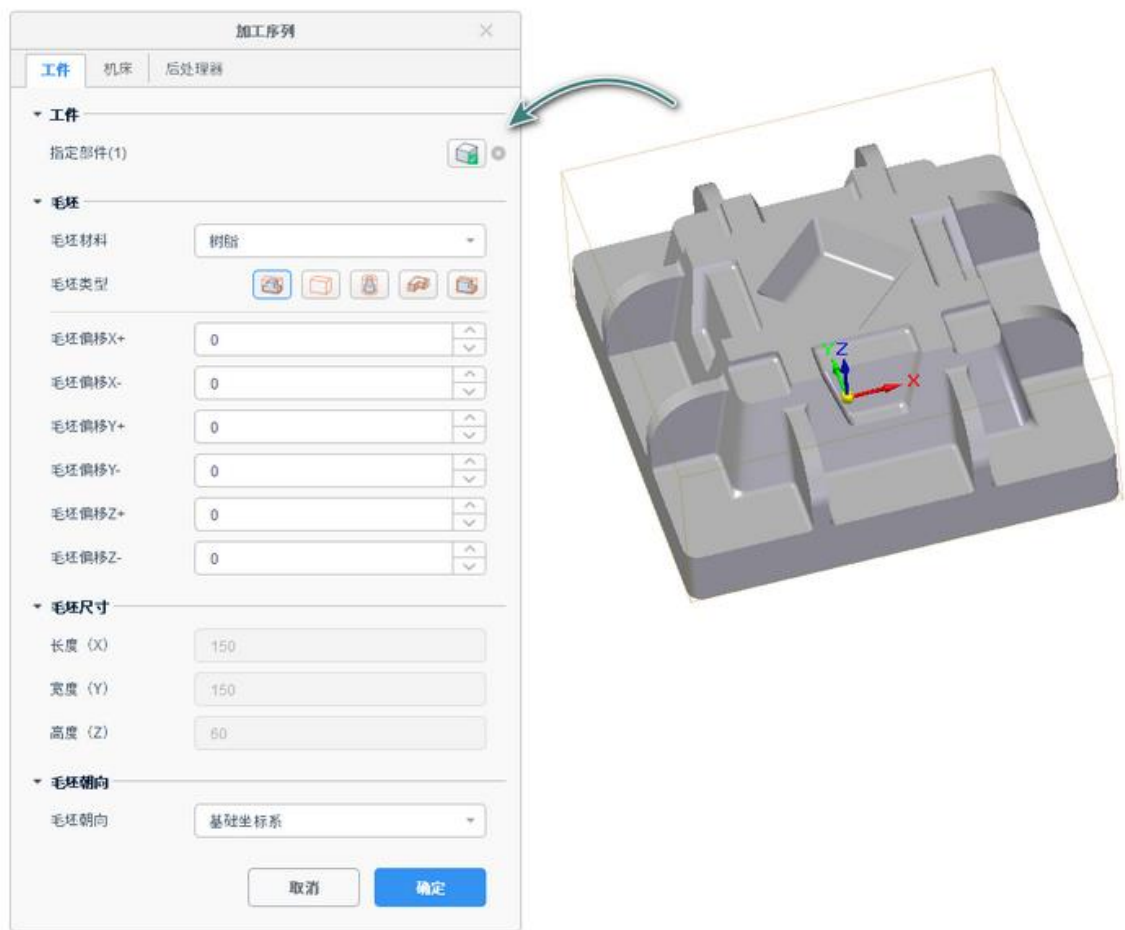 加工序列
工件 机床 后处理器
工件
指定部件(1)
毛坯
毛坯材料 树脂
毛坯类型
毛坯偏移X+ 0
毛坯偏移X- 0
毛坯偏移Y+ 0
毛坯偏移Y- 0
毛坯偏移Z+ 0
毛坯偏移Z- 0
毛坯尺寸
长度（X） 150
宽度（Y） 150
高度（Z） 60
毛坯朝向
毛坯朝向 基础坐标系
取消 确定
Y Z
X